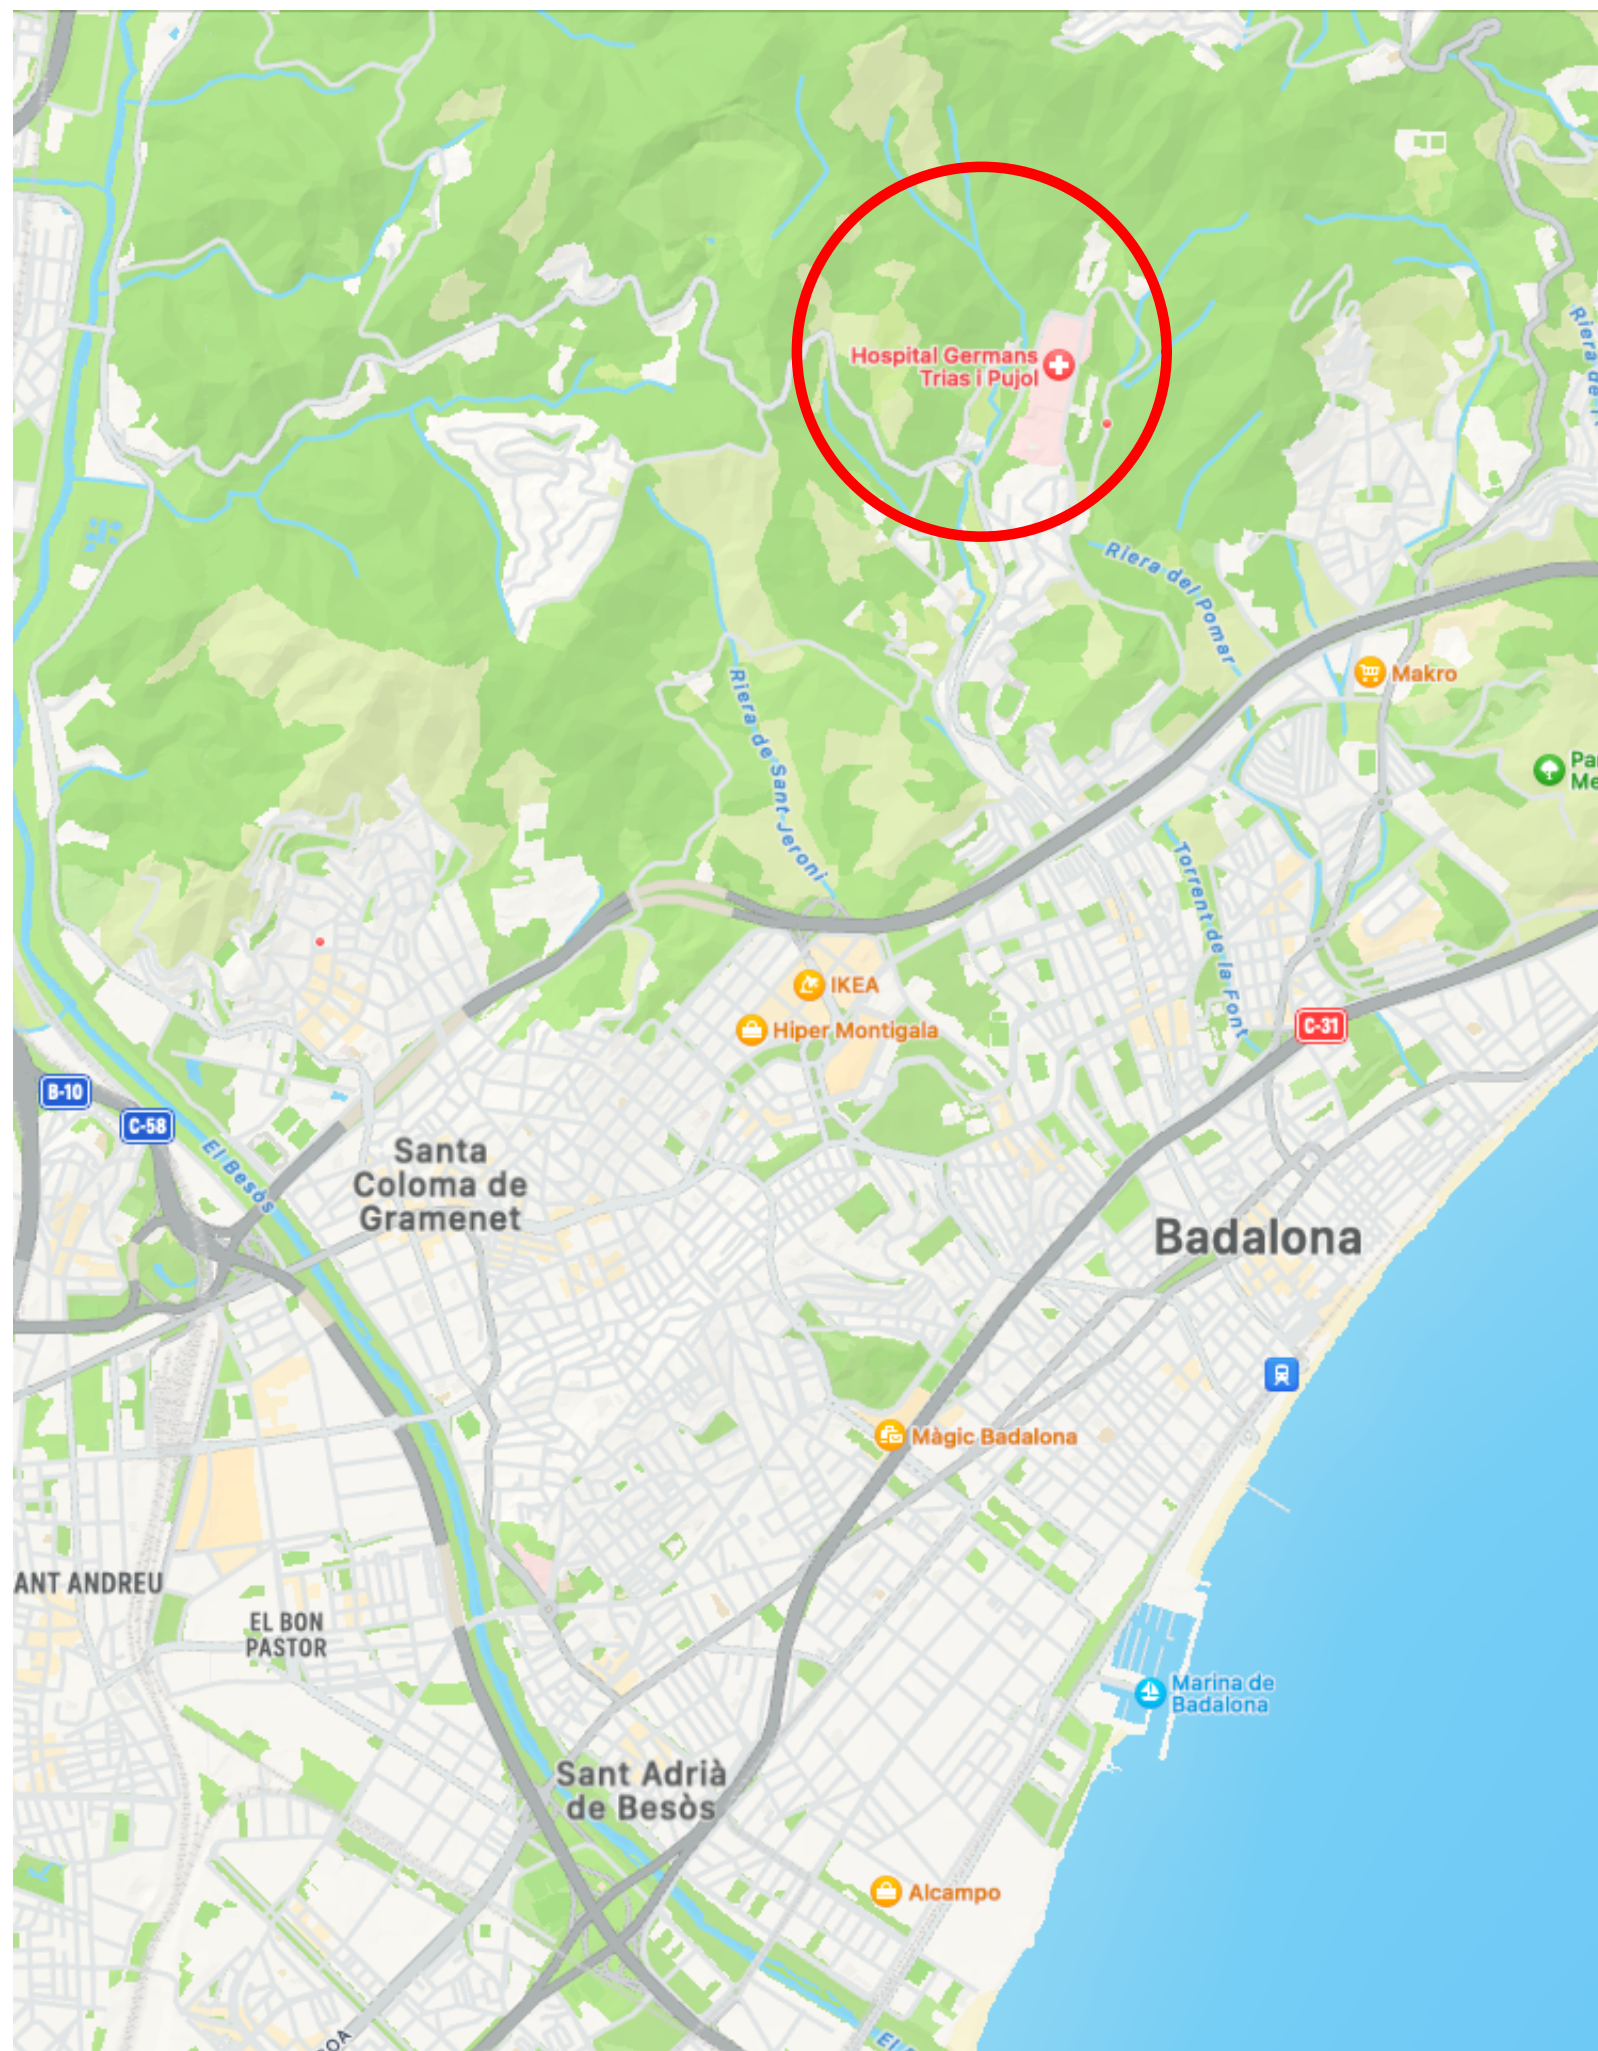 Hospital Germans
Trias i Pujol
Riera del Pomar
Makro
Riera de Sant Jeroni
Torrent de la Font
IKEA
Hiper Montigala
C-31
B-10
C-58
El Besòs
Santa
Coloma de
Gramenet
Badalona
Màgic Badalona
ANT ANDREU
EL BON
PASTOR
Marina de
Badalona
Sant Adrià
de Besòs
Alcampo